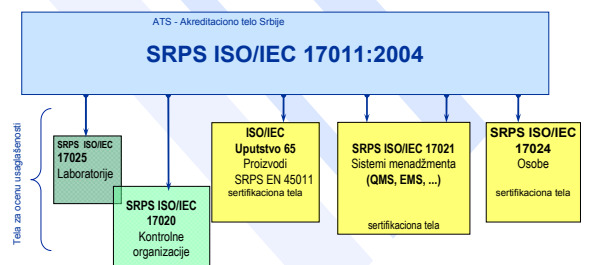 ATS - Akreditaciono telo Srbije
SRPS ISO/IEC 17011:2004
Tela za ocenu usaglašenosti
SRPS ISO/IEC
17025
Laboratorije
SRPS ISO/IEC
17020
Kontrolne
organizacije
ISO/IEC
Uputstvo 65
Proizvodi
SRPS EN 45011
sertifikaciona tela
SRPS ISO/IEC 17021
Sistemi menadžmenta
(QMS, EMS, ...)
sertifikaciona tela
SRPS ISO/IEC
17024
Osobe
sertifikaciona tela